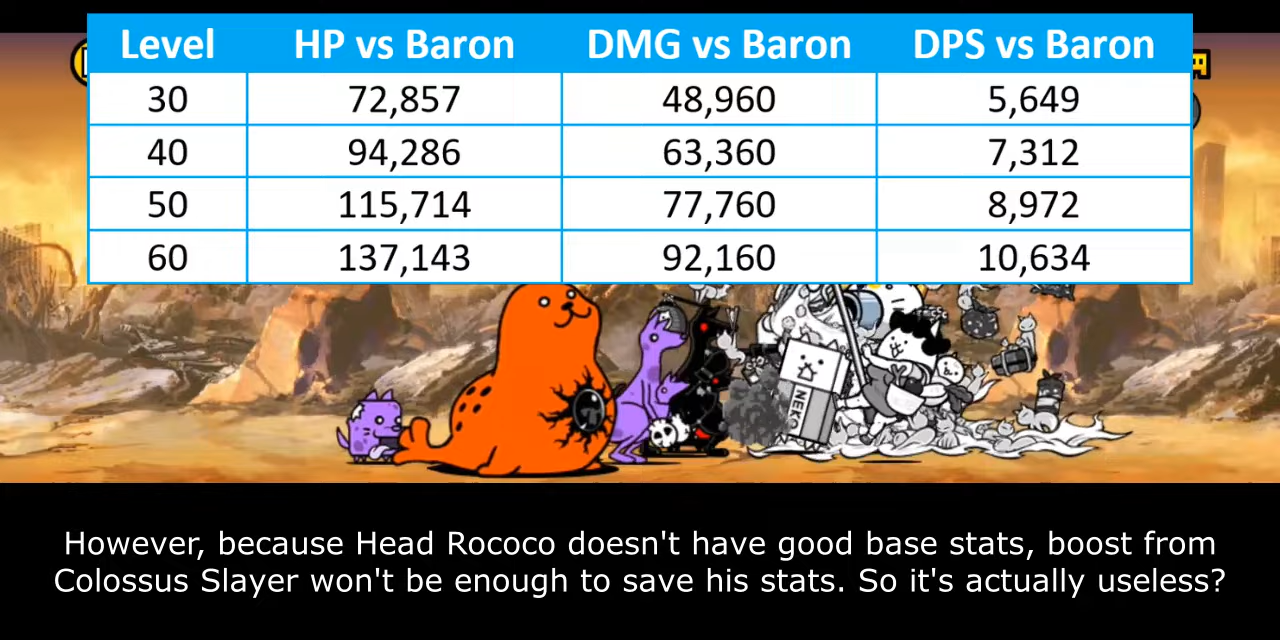 Level HP vs Baron DMG vs Baron DPS vs Baron
30 72,857 48,960 5,649
40 94,286 63,360 7,312
50 115,714 77,760 8,972
60 137,143 92,160 10,634
NEKO
However, because Head Rococo doesn't have good base stats, boost from
Colossus Slayer won't be enough to save his stats. So it's actually useless?